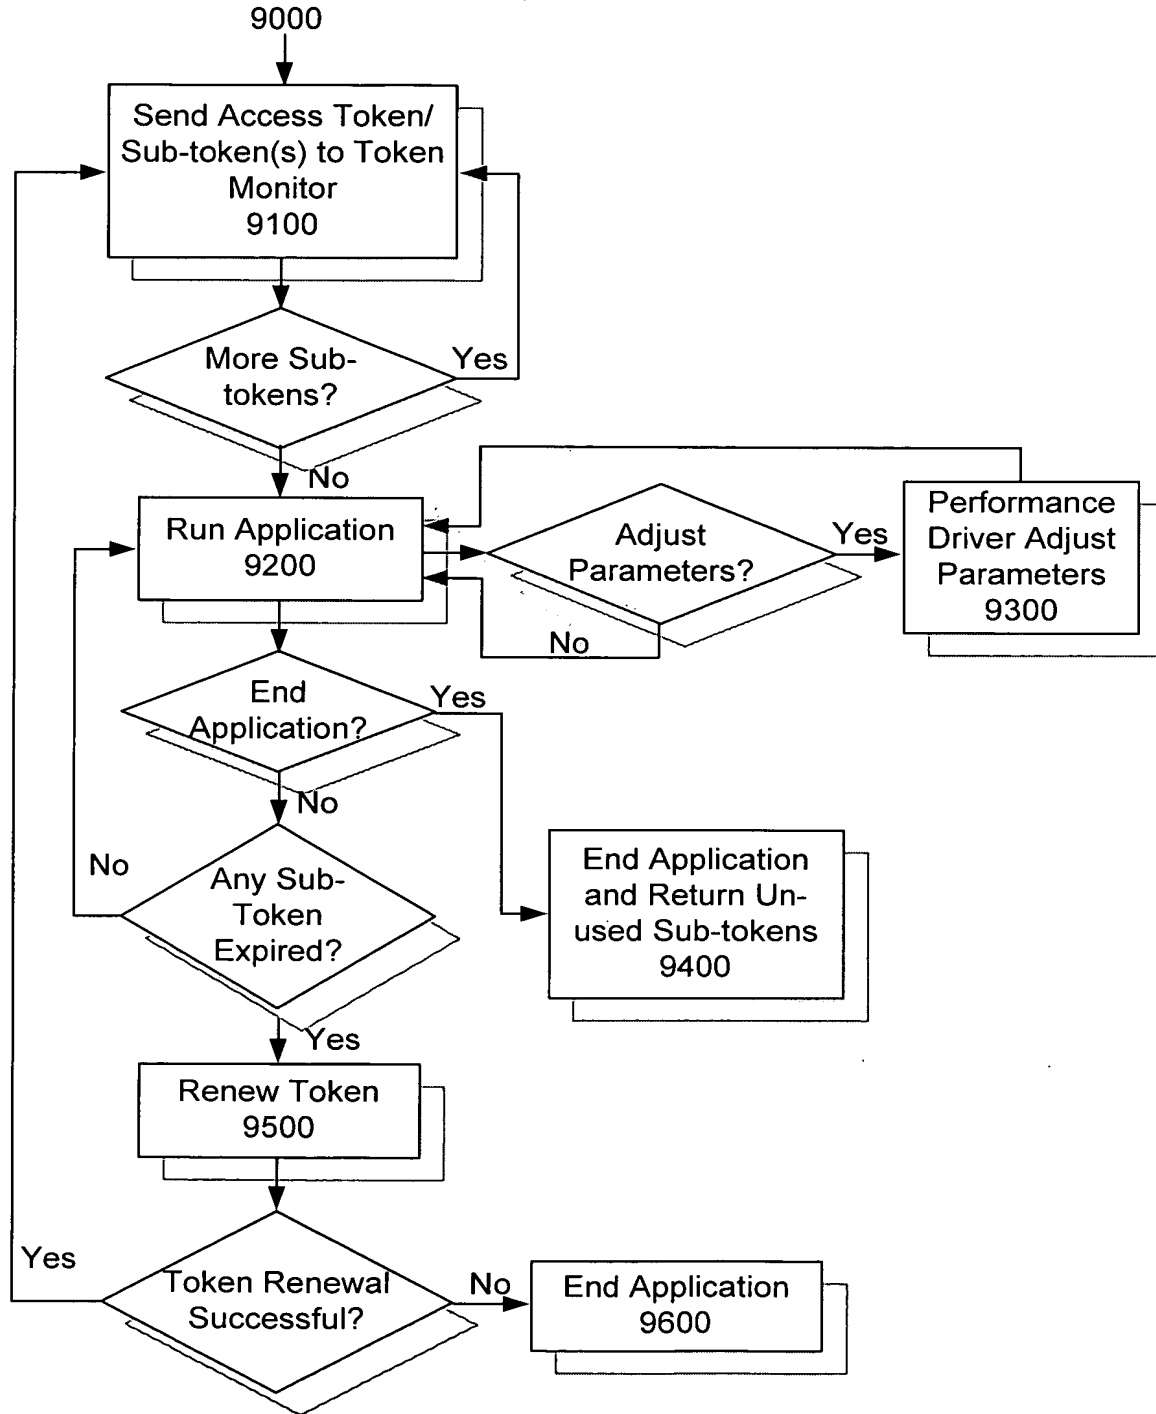 9000
Send Access Token/
Sub-token(s) to Token
Monitor
9100
More Sub-
tokens?
Yes
No
Run Application
9200
Adjust
Parameters?
Yes
No
Performance
Driver Adjust
Parameters
9300
End
Application?
Yes
No
Any Sub-
Token
Expired?
No
Yes
End Application
and Return Un-
used Sub-tokens
9400
Renew Token
9500
Token Renewal
Successful?
Yes
No
End Application
9600